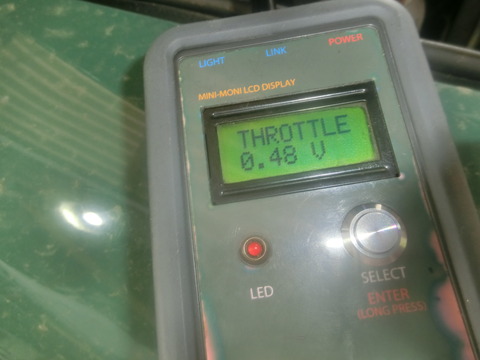 LIGHT LINK POWER
MINI-MONI LCD DISPLAY
THROTTLE
0.48 V
LED
SELECT
ENTER
(LONG PRESS)